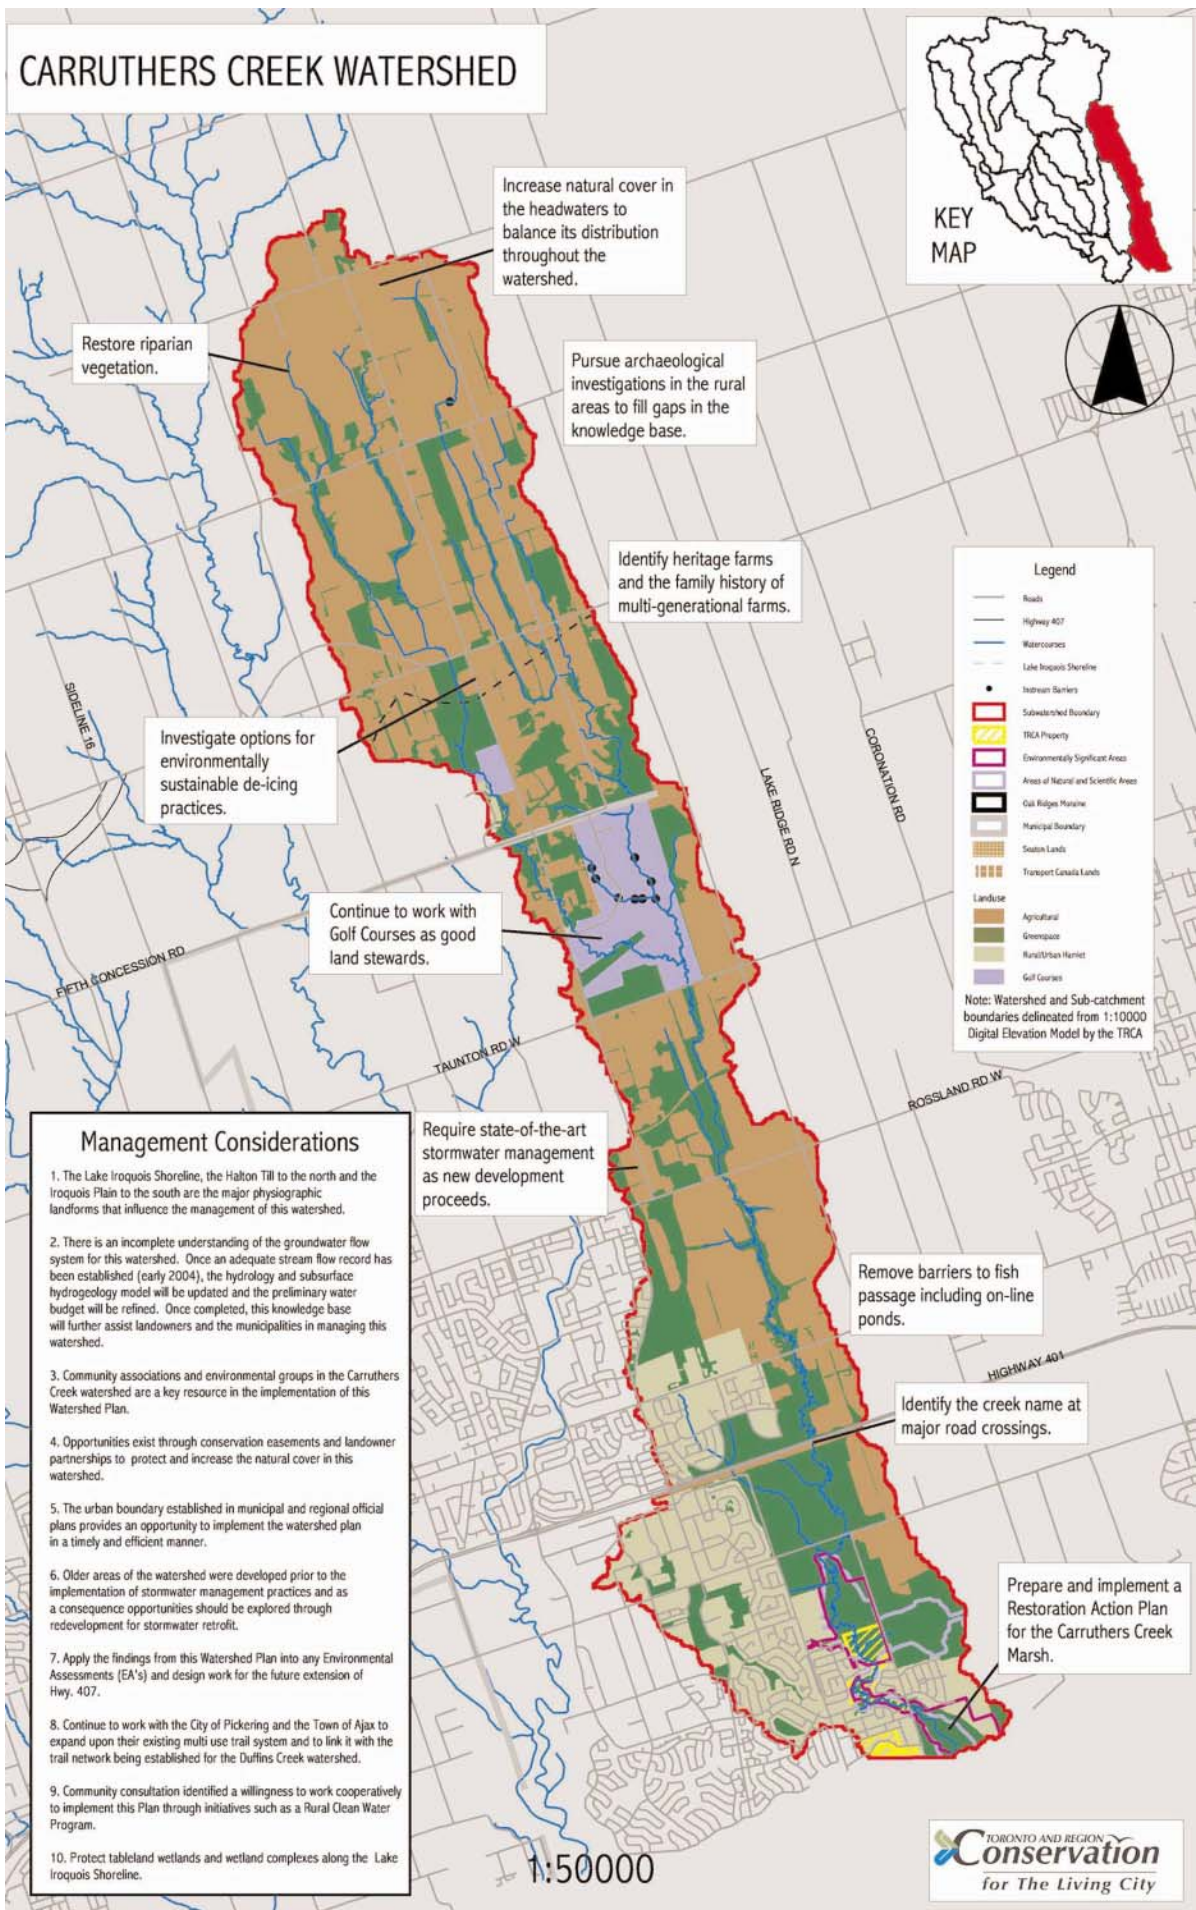 CARRUTHERS CREEK WATERSHED
KEY
MAP
Increase natural cover in
the headwaters to
balance its distribution
throughout the
watershed.
Restore riparian
vegetation.
Pursue archaeological
investigations in the rural
areas to fill gaps in the
knowledge base.
Identify heritage farms
and the family history of
multi-generational farms.
Legend
Roads
Highway 407
Watercourses
Lake Iroquois Shoreline
Instream Barriers
Subwatershed Boundary
TRCA Property
Environmentally Significant Areas
Areas of Natural and Scientific Areas
Oak Ridges Moraine
Municipal Boundary
Seaton Lands
Transport Canada Lands
Landuse
Agricultural
Greenspace
Rural/Urban Hamlet
Golf Courses
Note: Watershed and Sub-catchment
boundaries delineated from 1:10000
Digital Elevation Model by the TRCA
SIDELINE 16
Investigate options for
environmentally
sustainable de-icing
practices.
LAKE RIDGE RD N
CORONATION RD
Continue to work with
Golf Courses as good
land stewards.
FIFTH CONCESSION RD
TAUNTON RD W
ROSSLAND RD W
Require state-of-the-art
stormwater management
as new development
proceeds.
Remove barriers to fish
passage including on-line
ponds.
HIGHWAY 401
Identify the creek name at
major road crossings.
Prepare and implement a
Restoration Action Plan
for the Carruthers Creek
Marsh.
Management Considerations
1. The Lake Iroquois Shoreline, the Halton Till to the north and the
Iroquois Plain to the south are the major physiographic
landforms that influence the management of this watershed.
2. There is an incomplete understanding of the groundwater flow
system for this watershed. Once an adequate stream flow record has
been established (early 2004), the hydrology and subsurface
hydrogeology model will be updated and the preliminary water
budget will be refined. Once completed, this knowledge base
will further assist landowners and the municipalities in managing this
watershed.
3. Community associations and environmental groups in the Carruthers
Creek watershed are a key resource in the implementation of this
Watershed Plan.
4. Opportunities exist through conservation easements and landowner
partnerships to protect and increase the natural cover in this
watershed.
5. The urban boundary established in municipal and regional official
plans provides an opportunity to implement the watershed plan
in a timely and efficient manner.
6. Older areas of the watershed were developed prior to the
implementation of stormwater management practices and as
a consequence opportunities should be explored through
redevelopment for stormwater retrofit.
7. Apply the findings from this Watershed Plan into any Environmental
Assessments (EA's) and design work for the future extension of
Hwy. 407.
8. Continue to work with the City of Pickering and the Town of Ajax to
expand upon their existing multi use trail system and to link it with the
trail network being established for the Duffins Creek watershed.
9. Community consultation identified a willingness to work cooperatively
to implement this Plan through initiatives such as a Rural Clean Water
Program.
10. Protect tableland wetlands and wetland complexes along the Lake
Iroquois Shoreline.
1:50000
TORONTO AND REGION
Conservation
for The Living City